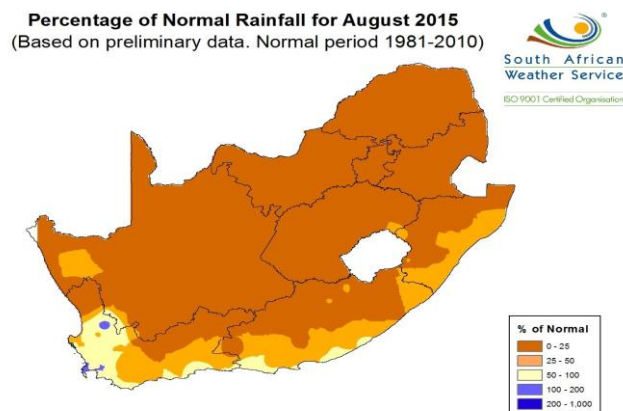 Percentage of Normal Rainfall for August 2015
(Based on preliminary data. Normal period 1981-2010)
South African
Weather Service
ISO 9001 Certified Organisation
% of Normal
0 - 25
25 - 50
50 - 100
100 - 200
200 - 1,000